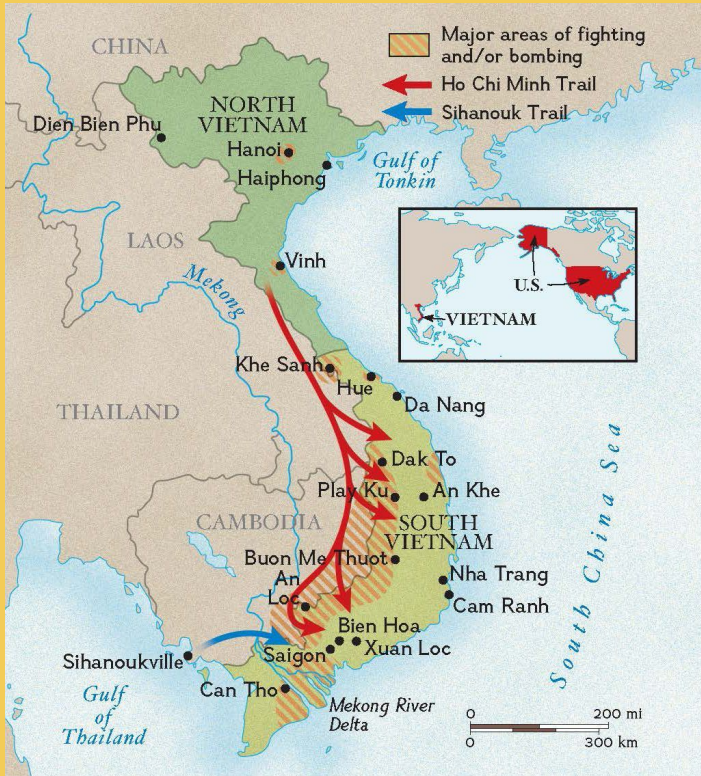 Major areas of fighting
and/or bombing
Ho Chi Minh Trail
Sihanouk Trail
CHINA
NORTH
VIETNAM
Dien Bien Phu
Hanoi
Haiphong
Gulf of
Tonkin
LAOS
Mekong
Vinh
U.S.
VIETNAM
Khe Sanh
Hue
Da Nang
THAILAND
Dak To
Play Ku
An Khe
CAMBODIA
SOUTH
VIETNAM
Buon Me Thuot
An
Loc
Nha Trang
Cam Ranh
Bien Hoa
Xuan Loc
Saigon
Sihanoukville
Can Tho
Mekong River
Delta
Gulf
of
Thailand
South China Sea
0 200 mi
0 300 km